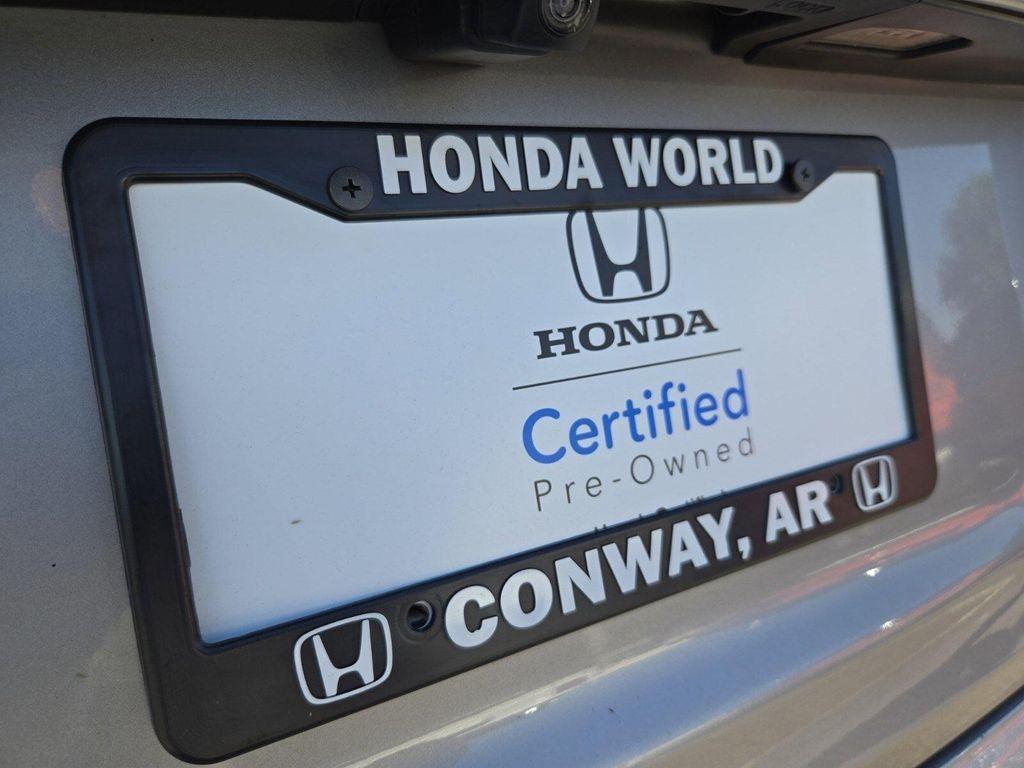 HONDA WORLD
HONDA
Certified
Pre-Owned
CONWAY, AR